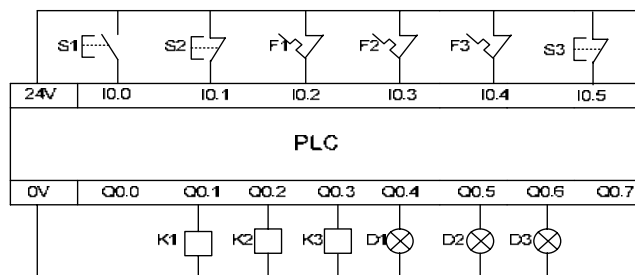 S1 S2 F1 F2 F3 S3
24V I0.0 I0.1 I0.2 I0.3 I0.4 I0.5
PLC
0V Q0.0 Q0.1 Q0.2 Q0.3 Q0.4 Q0.5 Q0.6 Q0.7
K1 K2 K3 D1 D2 D3